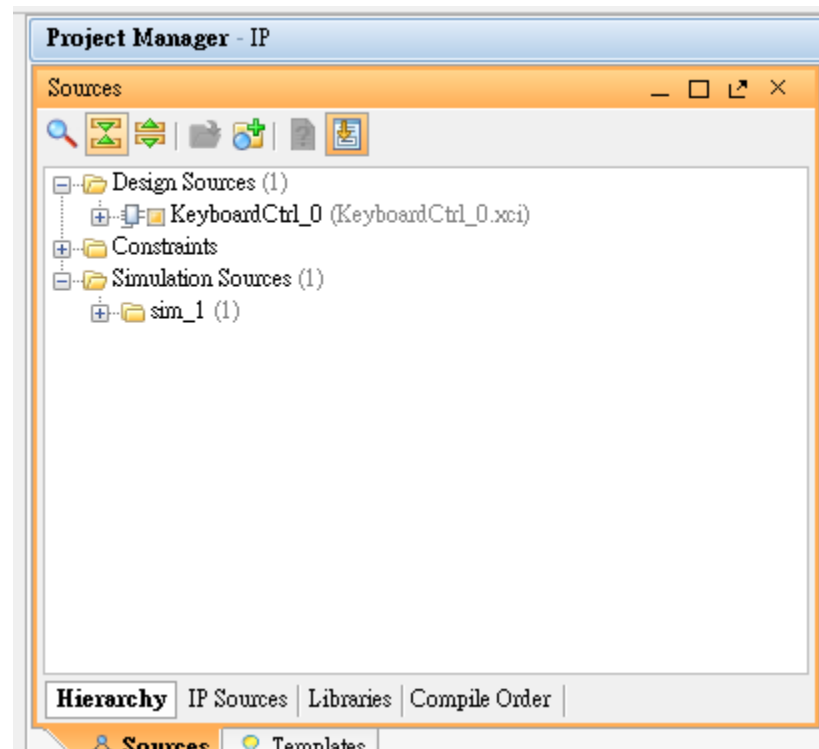 Project Manager - IP
Sources
Design Sources (1)
KeyboardCtrl_0 (KeyboardCtrl_0.xci)
Constraints
Simulation Sources (1)
sim_1 (1)
Hierarchy IP Sources Libraries Compile Order
Sources Templates